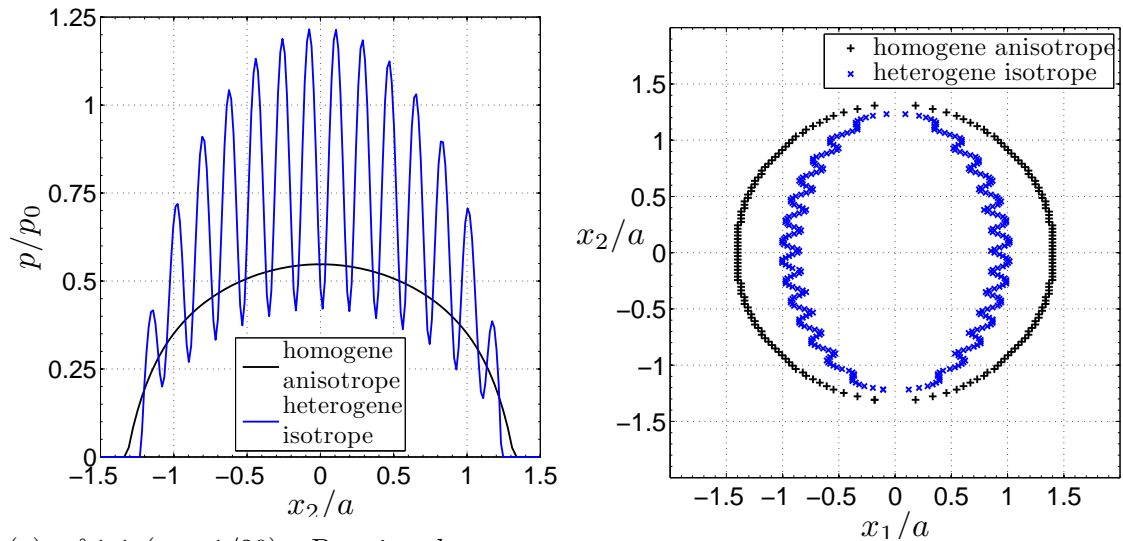 1.25
1
0.75
0.5
0.25
0
p/p0
homogene
anisotrope
heterogene
isotrope
−1.5 −1 −0.5 0 0.5 1 1.5
x2/a
+ homogene anisotrope
× heterogene isotrope
1.5
1
0.5
0
−0.5
−1
−1.5
x2/a
−1.5 −1 −0.5 0 0.5 1 1.5
x1/a